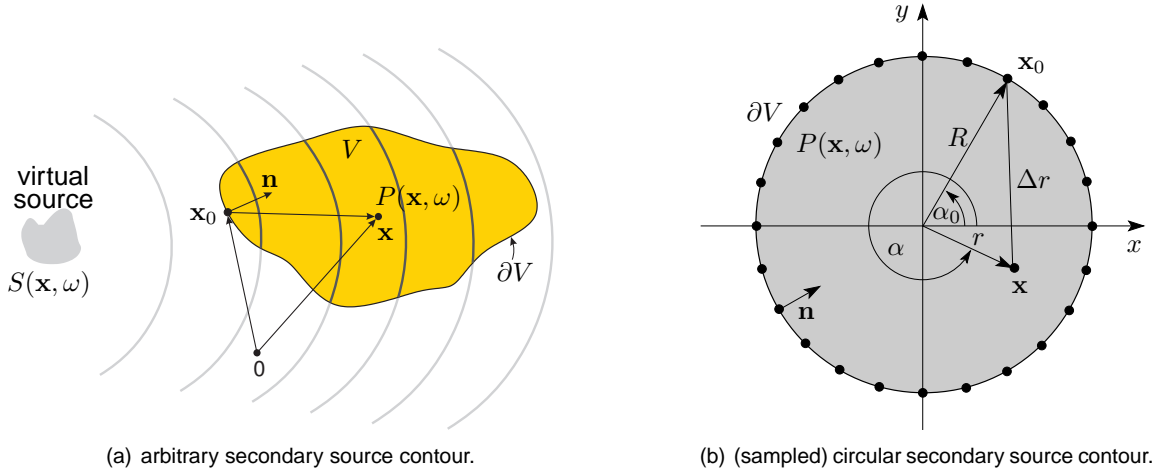 virtual
source
S(x, ω)
x₀
n
V
P(x, ω)
x
∂V
0
(a) arbitrary secondary source contour.
y
x₀
∂V
P(x, ω)
R
Δr
α₀
α
r
x
x
n
(b) (sampled) circular secondary source contour.